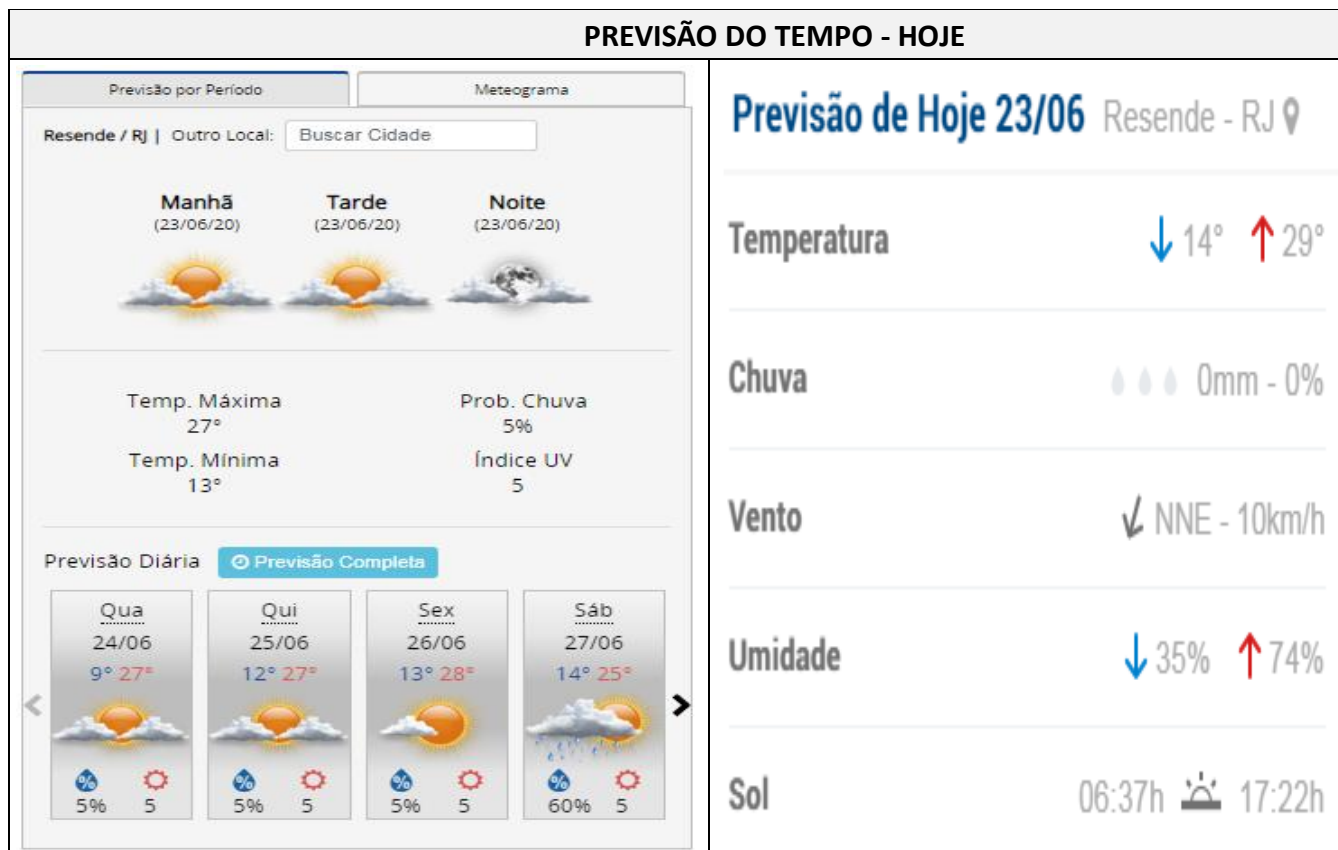 PREVISÃO DO TEMPO - HOJE
Previsão por Período
Meteograma
Resende / RJ | Outro Local: Buscar Cidade
Manhã Tarde Noite
(23/06/20) (23/06/20) (23/06/20)
Temp. Máxima Prob. Chuva
27° 5%
Temp. Mínima Índice UV
13° 5
Previsão Diária Previsão Completa
Qua Qui Sex Sáb
24/06 25/06 26/06 27/06
9° 27° 12° 27° 13° 28° 14° 25°
% % % %
5% 5 5% 5 5% 5 60% 5
Previsão de Hoje 23/06 Resende - RJ
Temperatura 14° 29°
Chuva 0mm - 0%
Vento NNE - 10km/h
Umidade 35% 74%
Sol 06:37h 17:22h